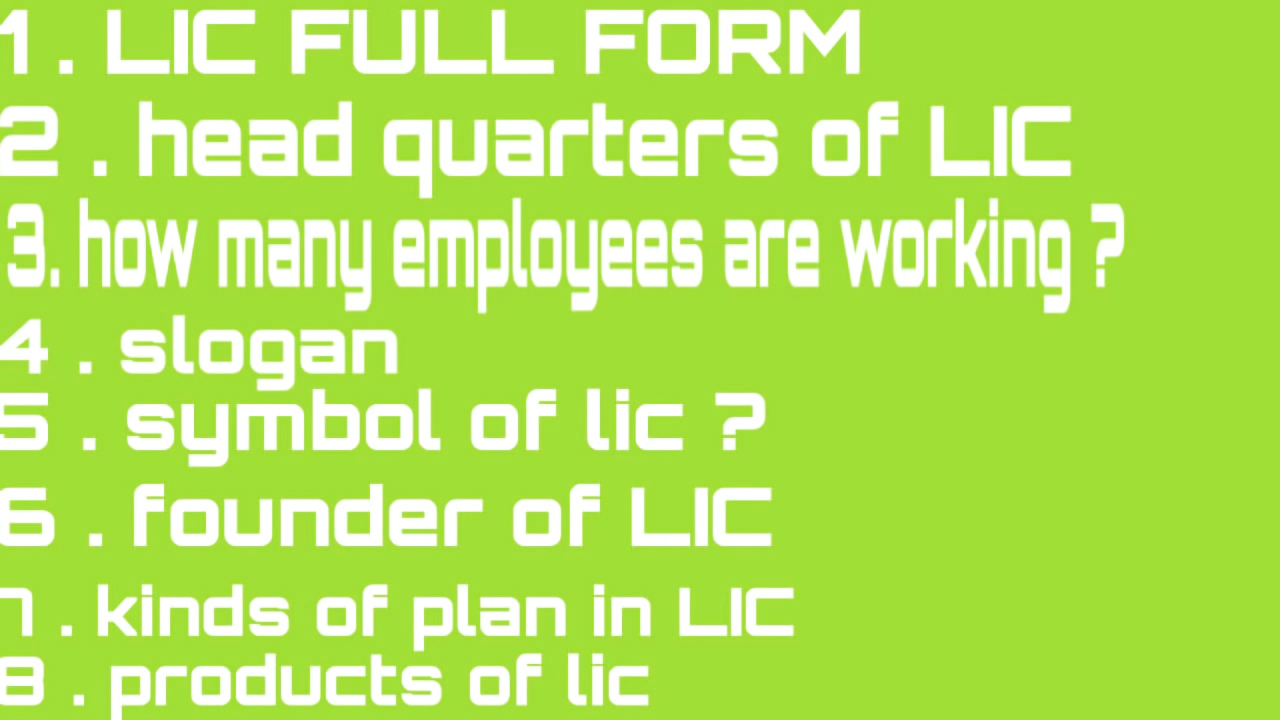 1 . LIC FULL FORM
2 . head quarters of LIC
3. how many employees are working ?
4 . slogan
5 . symbol of lic ?
6 . founder of LIC
7 . kinds of plan in LIC
8 . products of lic